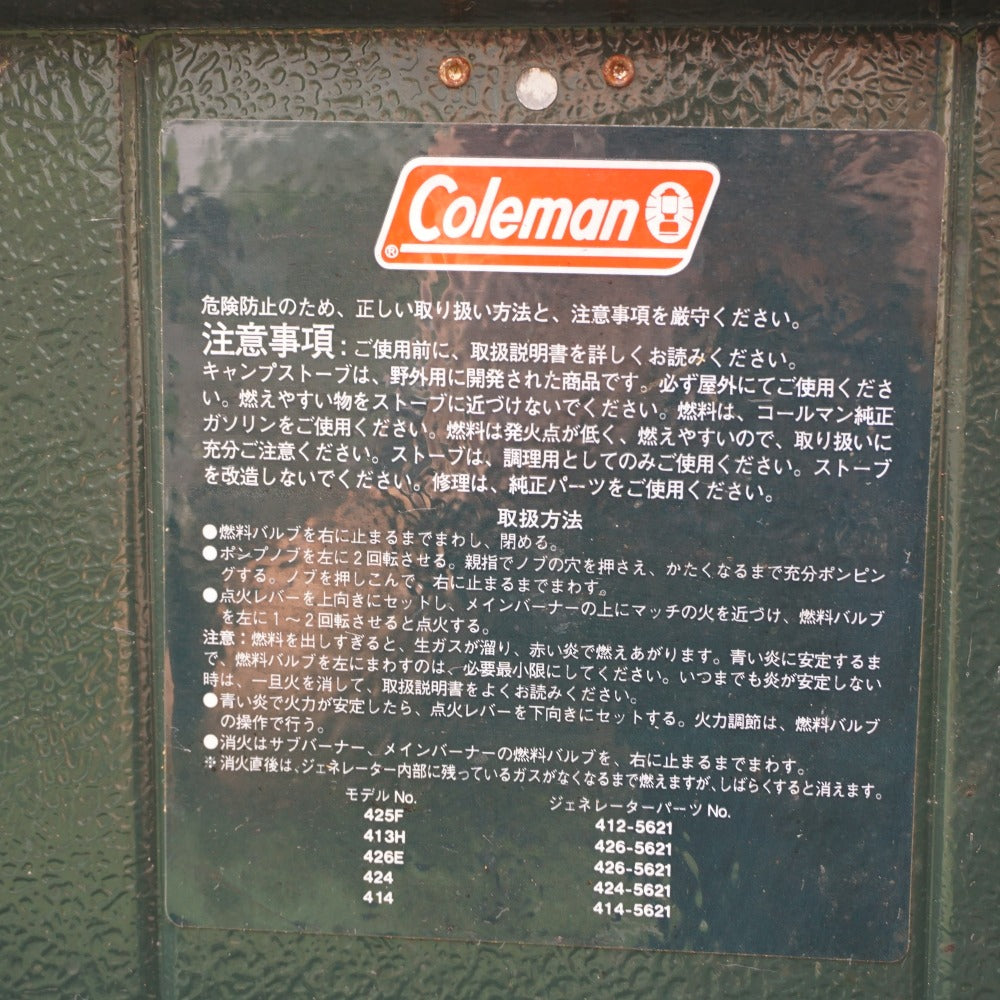 Coleman
®
危険防止のため、正しい取り扱い方法と、注意事項を厳守ください。
注意事項：ご使用前に、取扱説明書を詳しくお読みください。
キャンプストーブは、野外用に開発された商品です。必ず屋外にてご使用くださ
い。燃えやすい物をストーブに近づけないでください。燃料は、コールマン純正
ガソリンをご使用ください。燃料は発火点が低く、燃えやすいので、取り扱いに
充分ご注意ください。ストーブは、調理用としてのみご使用ください。ストーブ
を改造しないでください。修理は、純正パーツをご使用ください。
取扱方法
●燃料バルブを右に止まるまでまわし、閉める。
●ポンプノブを左に2回転させる。親指でノブの穴を押さえ、かたくなるまで充分ポンピン
グする。ノブを押しこんで、右に止まるまでまわす。
●点火レバーを上向きにセットし、メインバーナーの上にマッチの火を近づけ、燃料バルブ
を左に1～2回転させると点火する。
注意：燃料を出しすぎると、生ガスが溜り、赤い炎で燃えあがります。青い炎に安定するま
で、燃料バルブを左にまわすのは、必要最小限にしてください。いつまでも炎が安定しない
時は、一旦火を消して、取扱説明書をよくお読みください。
●青い炎で火力が安定したら、点火レバーを下向きにセットする。火力調節は、燃料バルブ
の操作で行う。
●消火はサブバーナー、メインバーナーの燃料バルブを、右に止まるまでまわす。
※消火直後は、ジェネレーター内部に残っているガスがなくなるまで燃えますが、しばらくすると消えます。
モデル No. ジェネレーターパーツ No.
425F 412-5621
413H 426-5621
426E 426-5621
424 424-5621
414 414-5621